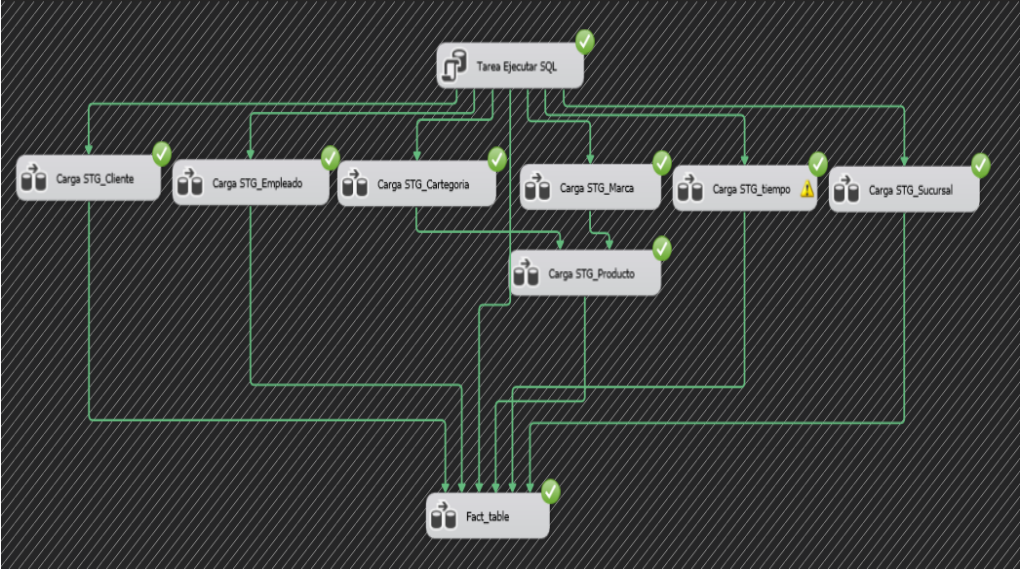 Tarea Ejecutar SQL
Carga STG_Cliente
Carga STG_Empleado
Carga STG_Cartegoria
Carga STG_Marca
Carga STG_tiempo
Carga STG_Sucursal
Carga STG_Producto
Fact_table